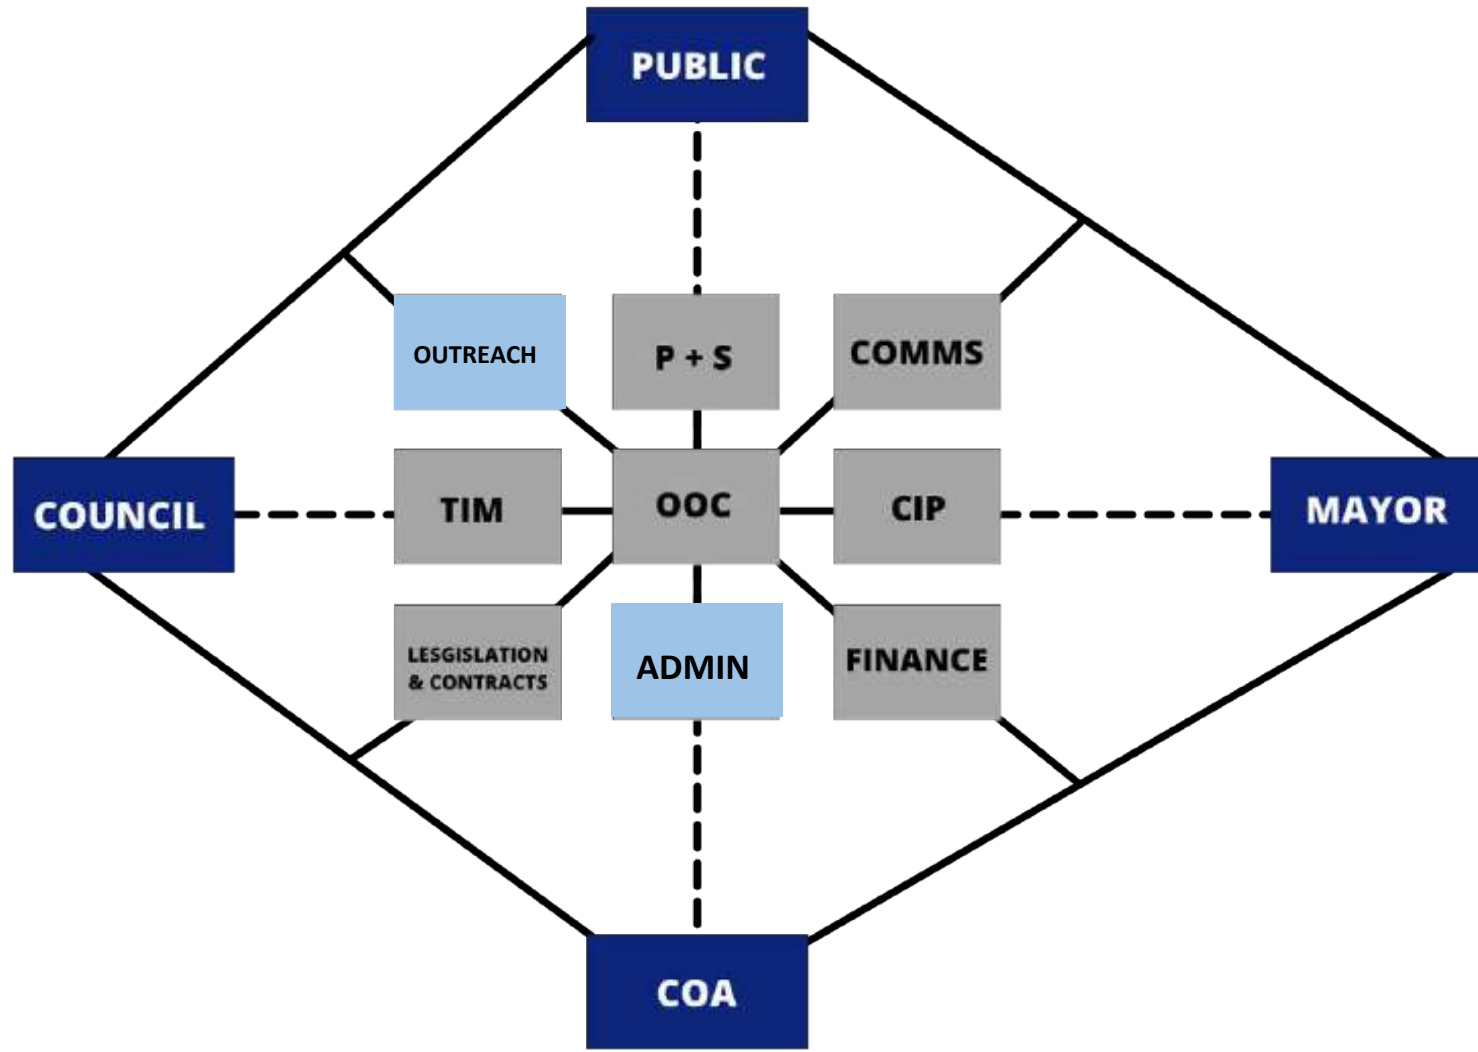 PUBLIC
OUTREACH
P + S
COMMS
COUNCIL
TIM
OOC
CIP
MAYOR
LESGISLATION
& CONTRACTS
ADMIN
FINANCE
COA